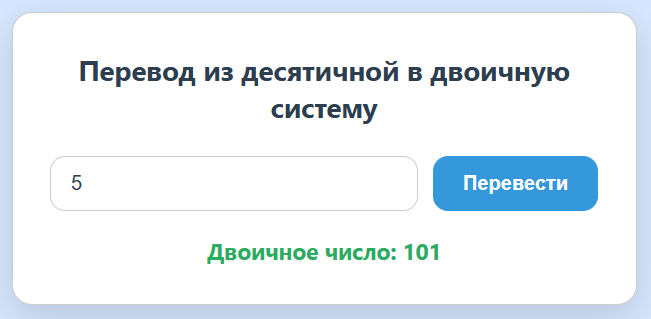 Перевод из десятичной в двоичную
систему
5
Перевести
Двоичное число: 101